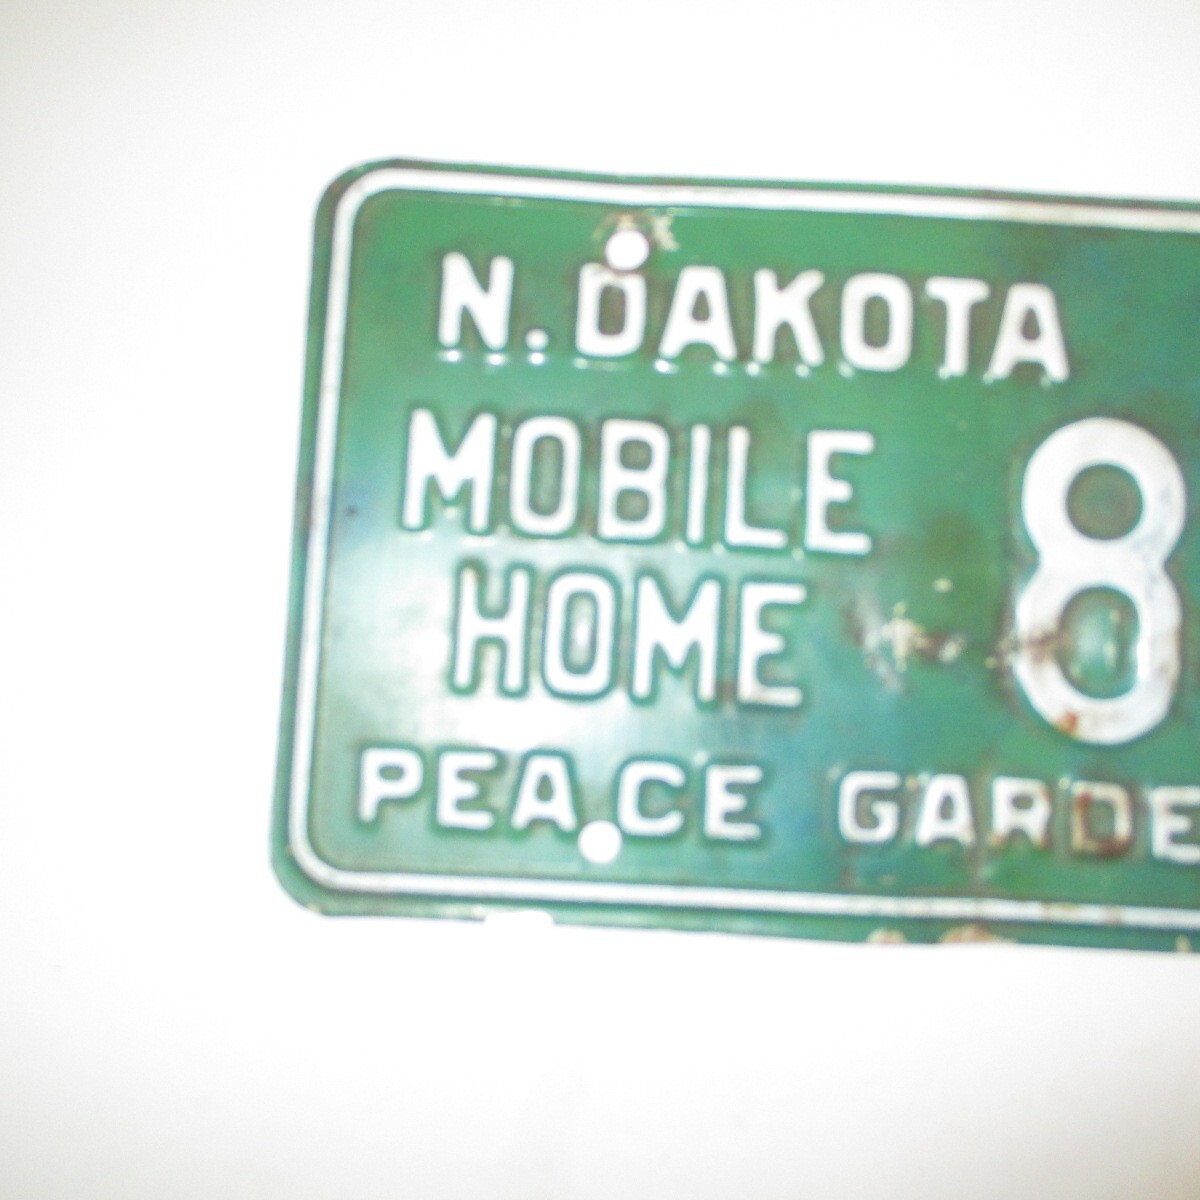 N. DAKOTA
MOBILE 8
HOME
PEACE GARDE